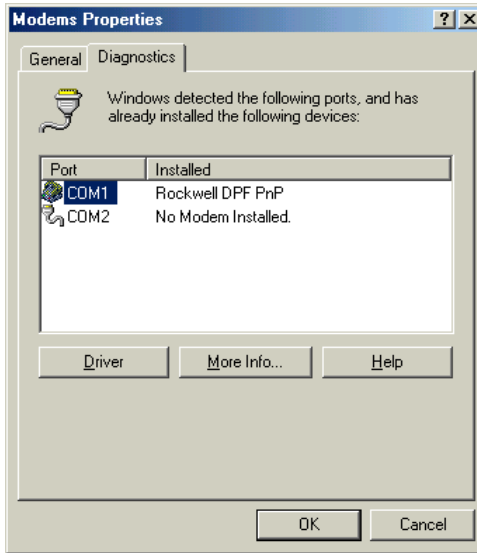 Modems Properties
General Diagnostics
Windows detected the following ports, and has
already installed the following devices:
Port Installed
COM1 Rockwell DPF PnP
COM2 No Modem Installed.
Driver More Info... Help
OK Cancel